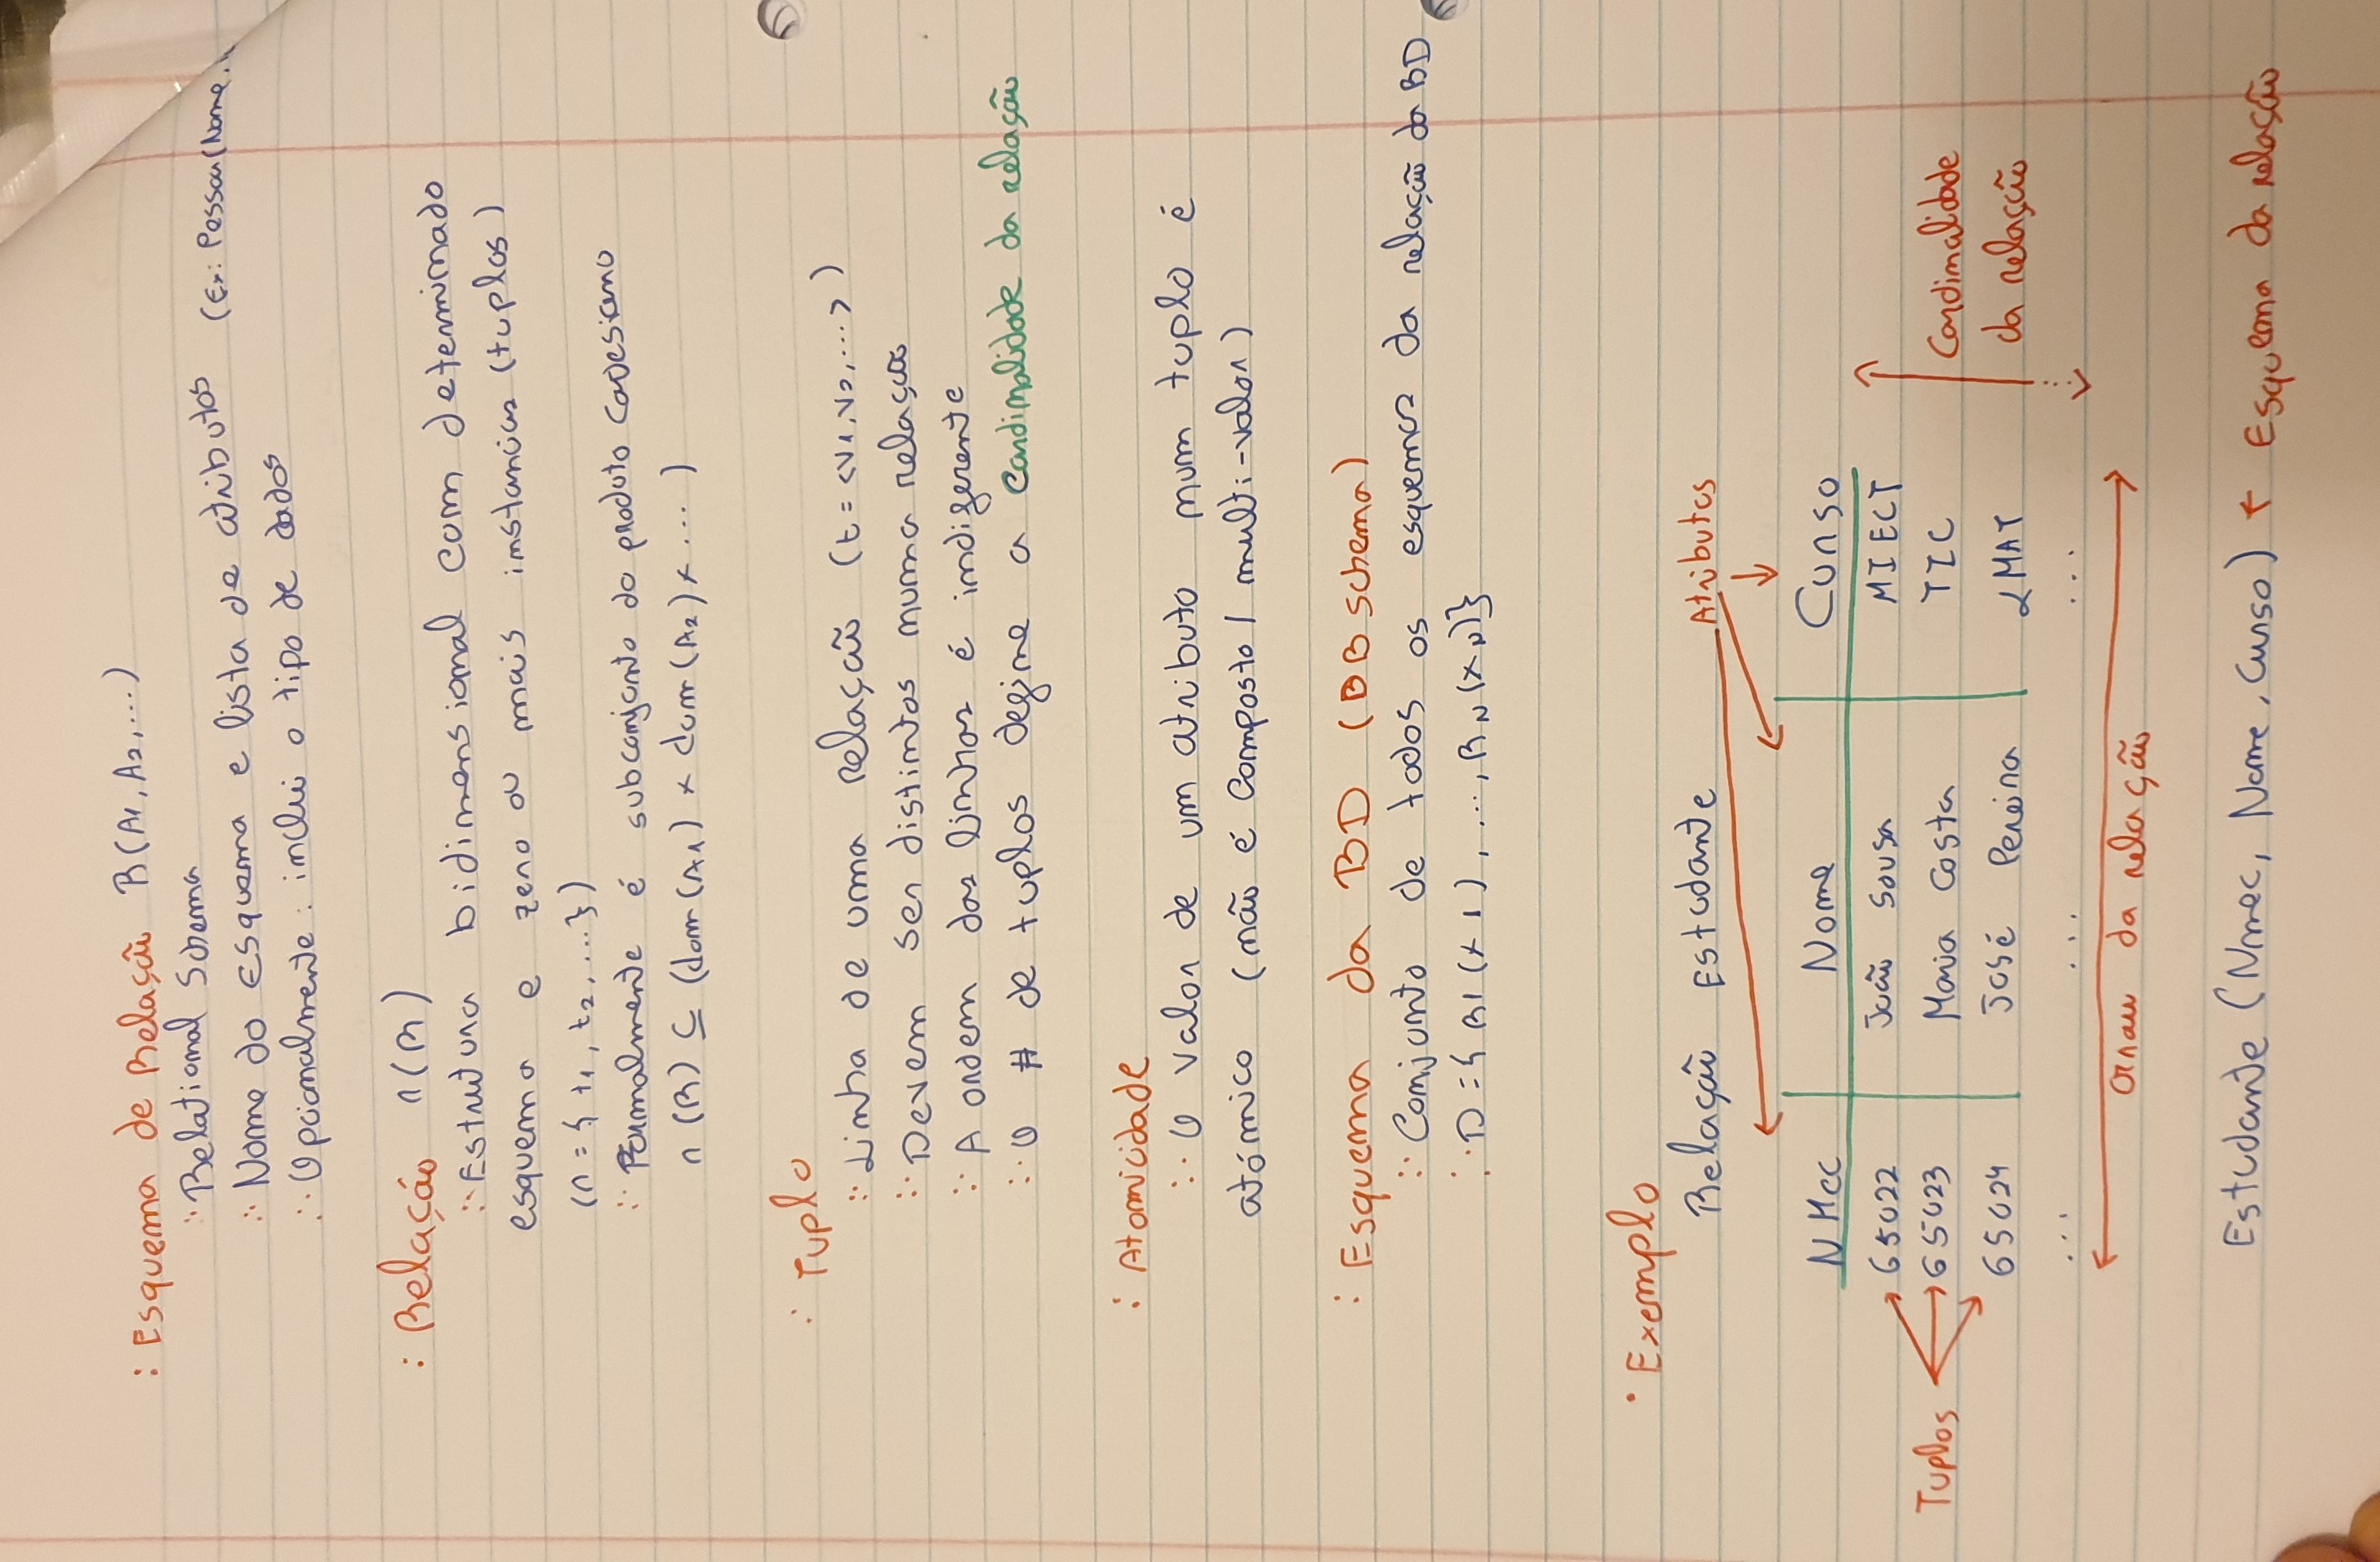 : Esquema de Relação R(A1, A2, ...)
∴ Relational Schema
∴ Nome do Esquema e lista de atributos (Ex: Pessoa(Nome..
∴ Opcionalmente: inclui o tipo de dados
: Relação r(R)
∴ Estrutura bidimensional com determinado
esquema e zero ou mais instancias (tuplos)
(r = { t1, t2, ...})
∴ Formalmente é subconjunto do produto cartesiano
r(R) ⊆ (dom(A1) × dom(A2) × ... )
∴ Tuplo
∴ Linha de uma relação (t = <v1, v2, ...>)
∴ Devem ser distintos numa relação
∴ A ordem das linhas é indiferente
∴ O # de tuplos define a cardinalidade da relação
: Atomicidade
∴ O valor de um atributo num tuplo é
atómico (não é composto / multi-valor)
: Esquema da BD (DB schema)
∴ Conjunto de todos os esquemas da relação da BD
∴ D = { R1(x1), ..., RN(xN)}
• Exemplo
Relação Estudante Atributos
NMec Nome Curso
65022 João Sousa MIECT
Tuplos 65023 Maria Costa TIC Cardinalidade
65024 José Pereira LMAT da relação
... ... ...
Grau da relação
Estudante (Nmec, Nome, Curso) ← Esquema da relação